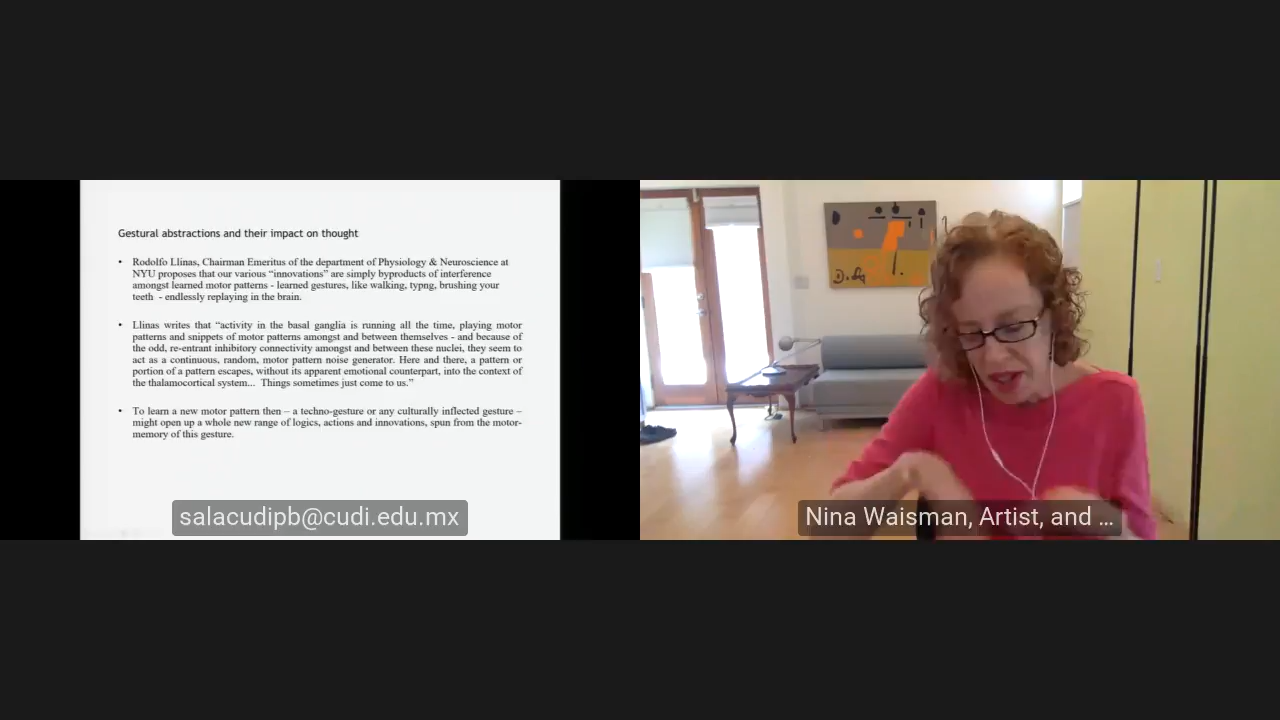 Gestural abstractions and their impact on thought
• Rodolfo Llinas, Chairman Emeritus of the department of Physiology & Neuroscience at
NYU proposes that our various “innovations” are simply byproducts of interference
amongst learned motor patterns - learned gestures, like walking, typng, brushing your
teeth - endlessly replaying in the brain.
• Llinas writes that “activity in the basal ganglia is running all the time, playing motor
patterns and snippets of motor patterns amongst and between themselves - and because of
the odd, re-entrant inhibitory connectivity amongst and between these nuclei, they seem to
act as a continuous, random, motor pattern noise generator. Here and there, a pattern or
portion of a pattern escapes, without its apparent emotional counterpart, into the context of
the thalamocortical system... Things sometimes just come to us.”
• To learn a new motor pattern then – a techno-gesture or any culturally inflected gesture –
might open up a whole new range of logics, actions and innovations, spun from the motor-
memory of this gesture.
salacudipb@cudi.edu.mx
Nina Waisman, Artist, and ...